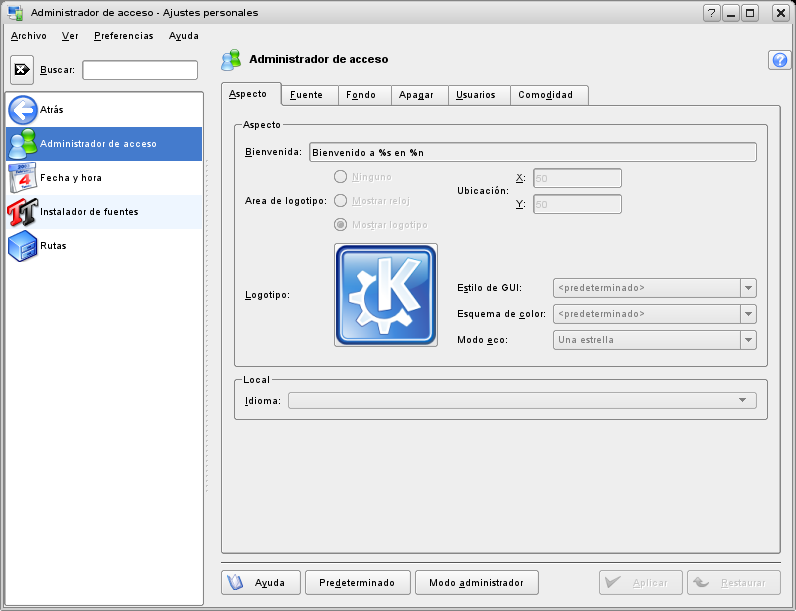 Administrador de acceso - Ajustes personales
Archivo Ver Preferencias Ayuda
Buscar:
Atrás
Administrador de acceso
Fecha y hora
Instalador de fuentes
Rutas
Administrador de acceso
Aspecto Fuente Fondo Apagar Usuarios Comodidad
Aspecto
Bienvenida: Bienvenido a %s en %n
Area de logotipo:
Ninguno
Mostrar reloj
Mostrar logotipo
Ubicación:
X: 50
Y: 50
Logotipo:
K
Estilo de GUI: <predeterminado>
Esquema de color: <predeterminado>
Modo eco: Una estrella
Local
Idioma:
Ayuda Predeterminado Modo administrador Aplicar Restaurar